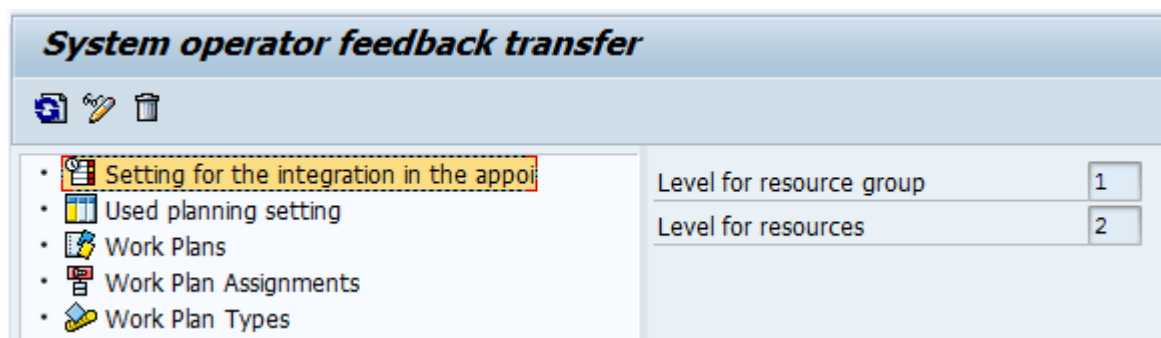 System operator feedback transfer
Setting for the integration in the appoi
Used planning setting
Work Plans
Work Plan Assignments
Work Plan Types
Level for resource group 1
Level for resources 2